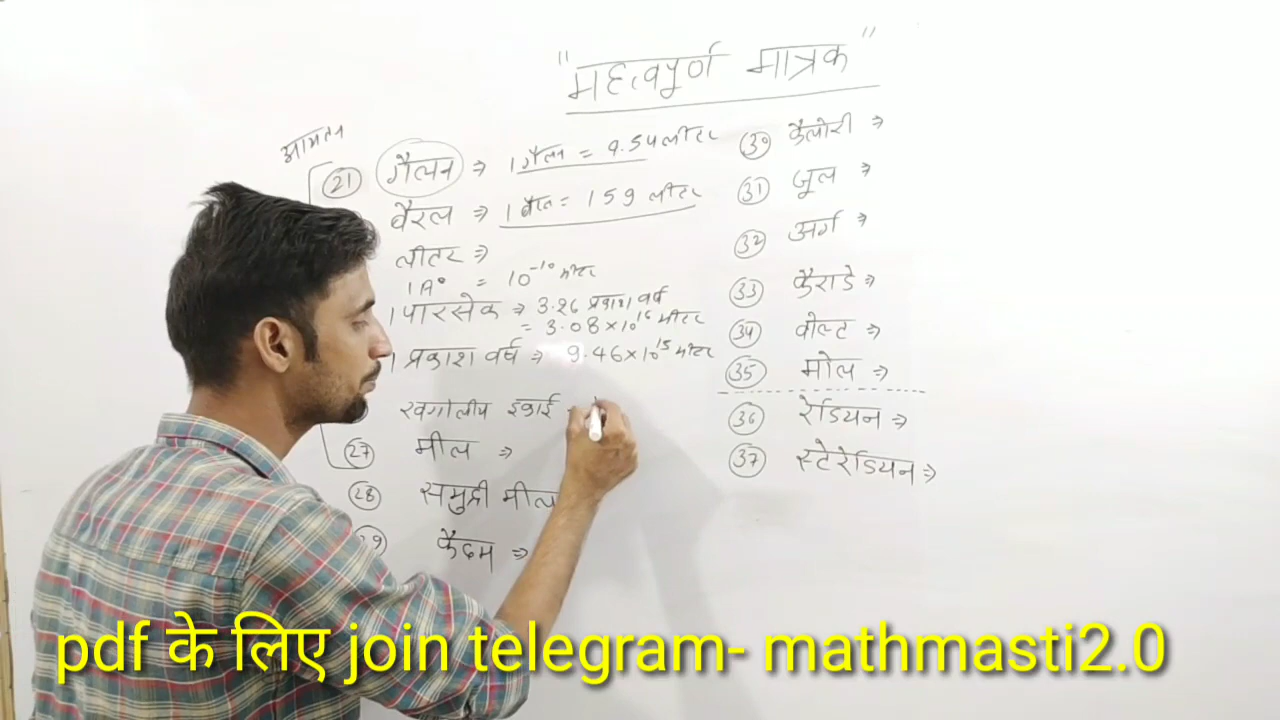 "महत्वपूर्ण मात्रक"
आयतन
21 गैलन ⇒ 1 गैलन = 9.54 लीटर
बैरल ⇒ 1 बैरल = 159 लीटर
लीटर ⇒
1 A° = 10⁻¹⁰ मीटर
1 पारसेक ⇒ 3.26 प्रकाश वर्ष
= 3.08 × 10¹⁶ मीटर
1 प्रकाश वर्ष ⇒ 9.46 × 10¹⁵ मीटर
खगोलीय इकाई
27 मील ⇒
28 समुद्री मील
29 फैदम ⇒
30 कैलोरी ⇒
31 जूल ⇒
32 अर्ग ⇒
33 फैराडे ⇒
34 वोल्ट ⇒
35 मोल ⇒
36 रेडियन ⇒
37 स्टेरेडियन ⇒
pdf के लिए join telegram- mathmasti2.0